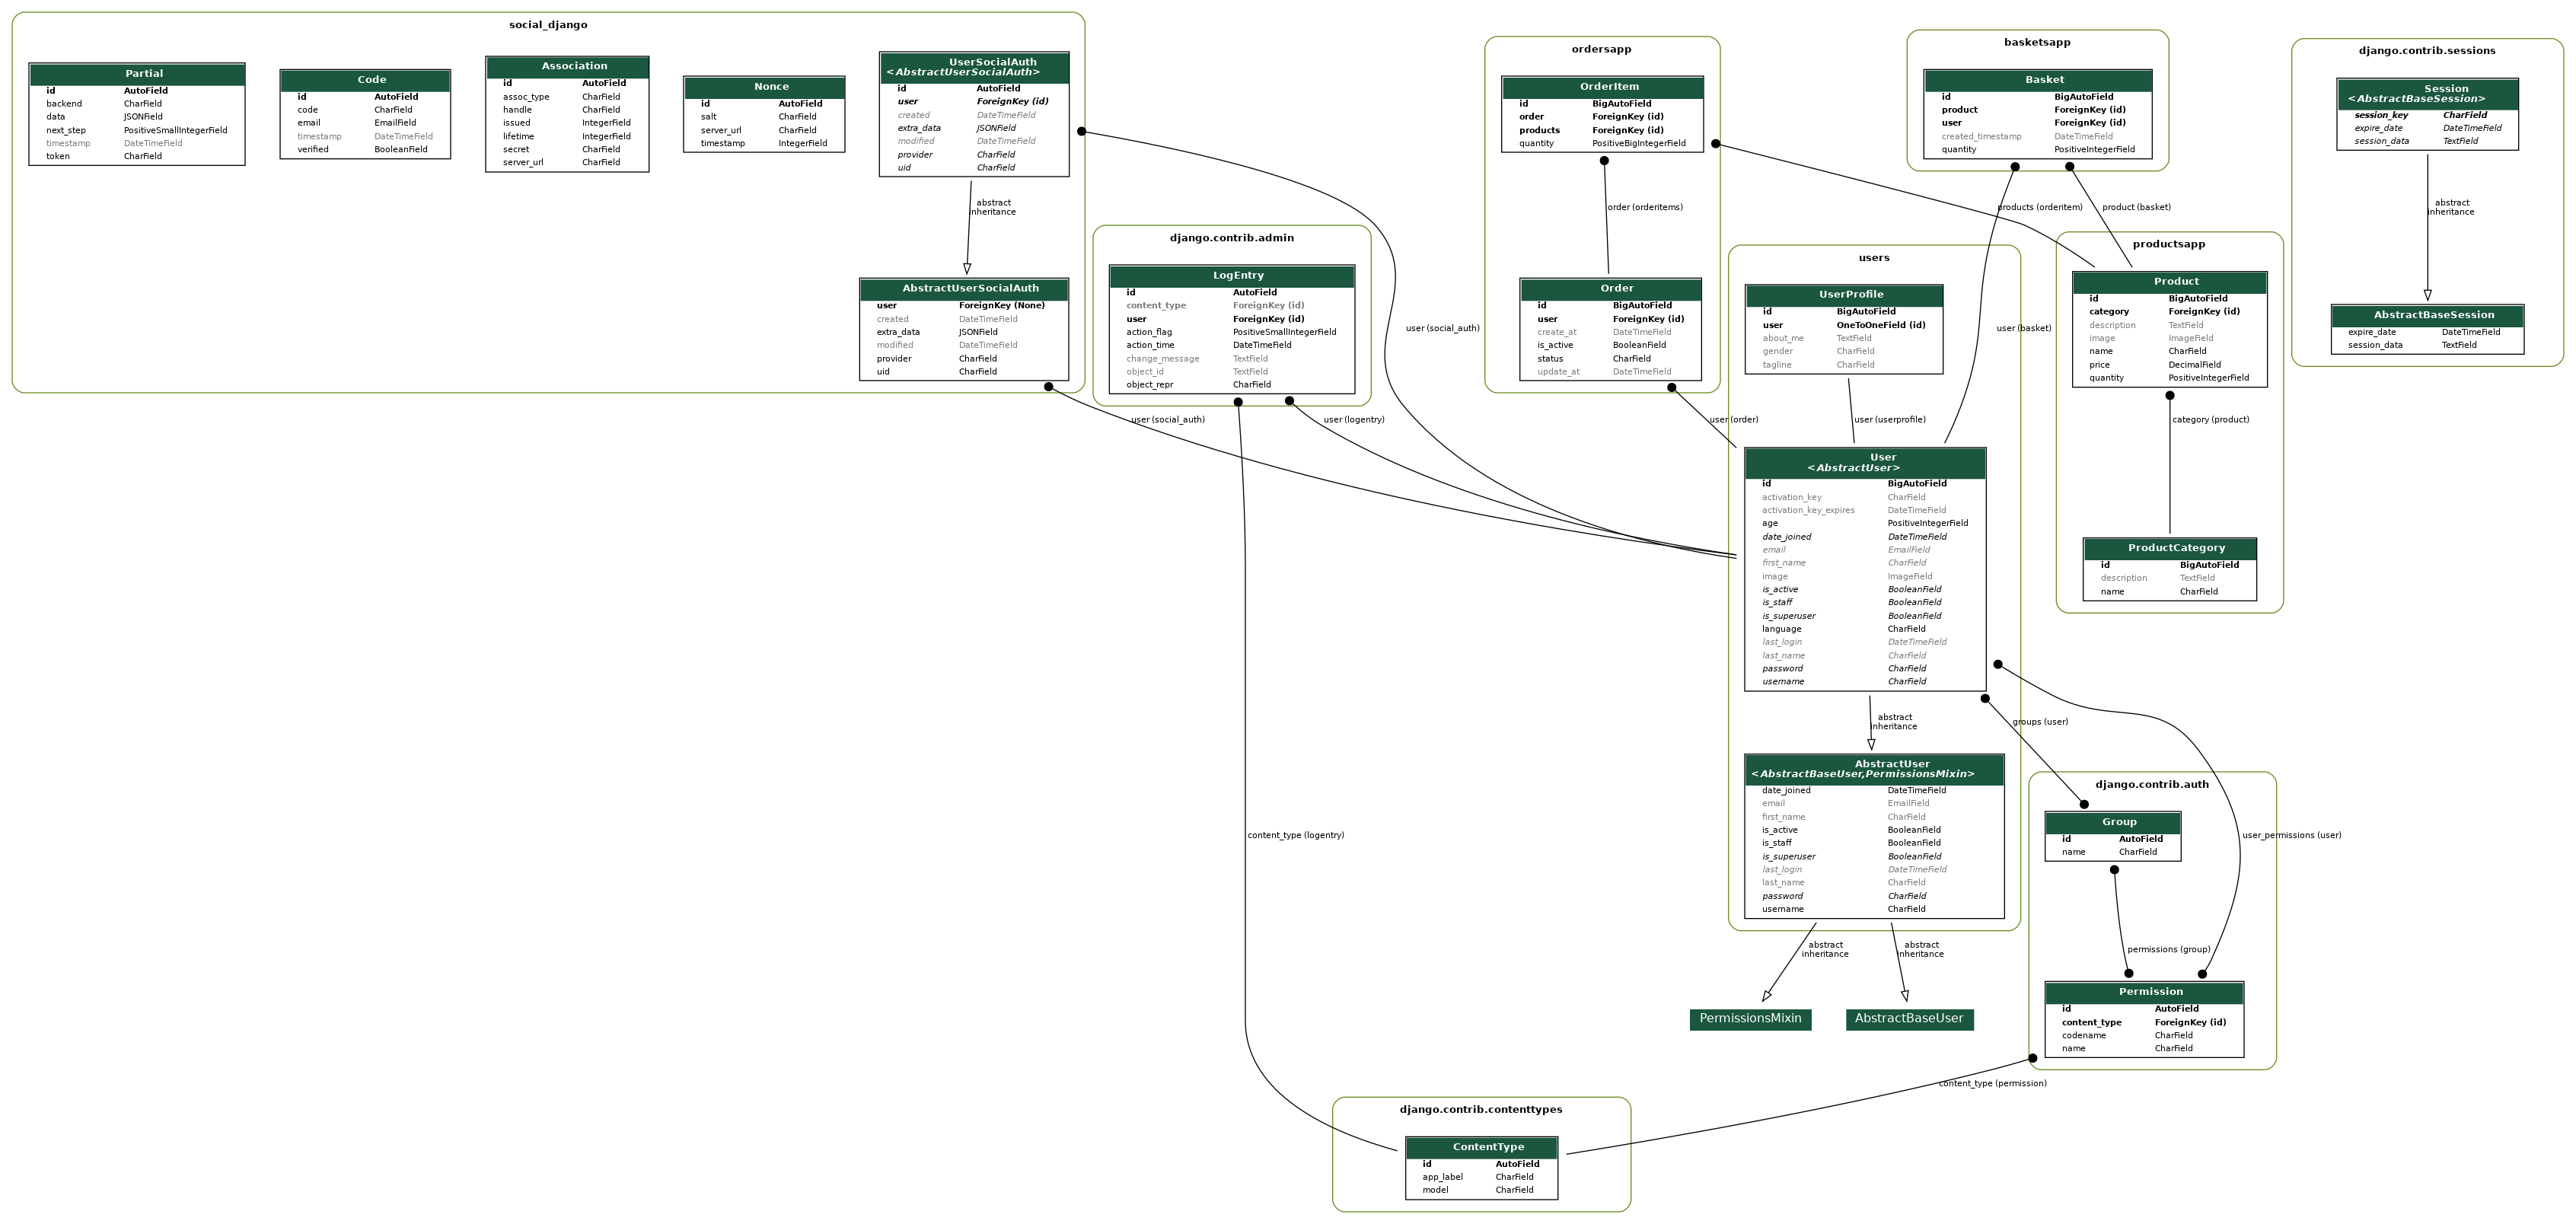 social_django
Partial
id AutoField
backend CharField
data JSONField
next_step PositiveSmallIntegerField
timestamp DateTimeField
token CharField
Code
id AutoField
code CharField
email EmailField
timestamp DateTimeField
verified BooleanField
Association
id AutoField
assoc_type CharField
handle CharField
issued IntegerField
lifetime IntegerField
secret CharField
server_url CharField
Nonce
id AutoField
salt CharField
server_url CharField
timestamp IntegerField
UserSocialAuth
<AbstractUserSocialAuth>
id AutoField
user ForeignKey (id)
created DateTimeField
extra_data JSONField
modified DateTimeField
provider CharField
uid CharField
abstract
inheritance
AbstractUserSocialAuth
user ForeignKey (None)
created DateTimeField
extra_data JSONField
modified DateTimeField
provider CharField
uid CharField
user (social_auth)
django.contrib.admin
LogEntry
id AutoField
content_type ForeignKey (id)
user ForeignKey (id)
action_flag PositiveSmallIntegerField
action_time DateTimeField
change_message TextField
object_id TextField
object_repr CharField
user (logentry)
user (social_auth)
content_type (logentry)
ordersapp
OrderItem
id BigAutoField
order ForeignKey (id)
products ForeignKey (id)
quantity PositiveBigIntegerField
order (orderitems)
Order
id BigAutoField
user ForeignKey (id)
create_at DateTimeField
is_active BooleanField
status CharField
update_at DateTimeField
user (order)
basketsapp
Basket
id BigAutoField
product ForeignKey (id)
user ForeignKey (id)
created_timestamp DateTimeField
quantity PositiveIntegerField
products (orderitem)
product (basket)
user (basket)
django.contrib.sessions
Session
<AbstractBaseSession>
session_key CharField
expire_date DateTimeField
session_data TextField
abstract
inheritance
AbstractBaseSession
expire_date DateTimeField
session_data TextField
productsapp
Product
id BigAutoField
category ForeignKey (id)
description TextField
image ImageField
name CharField
price DecimalField
quantity PositiveIntegerField
category (product)
ProductCategory
id BigAutoField
description TextField
name CharField
users
UserProfile
id BigAutoField
user OneToOneField (id)
about_me TextField
gender CharField
tagline CharField
user (userprofile)
User
<AbstractUser>
id BigAutoField
activation_key CharField
activation_key_expires DateTimeField
age PositiveIntegerField
date_joined DateTimeField
email EmailField
first_name CharField
image ImageField
is_active BooleanField
is_staff BooleanField
is_superuser BooleanField
language CharField
last_login DateTimeField
last_name CharField
password CharField
username CharField
abstract
inheritance
groups (user)
AbstractUser
<AbstractBaseUser,PermissionsMixin>
date_joined DateTimeField
email EmailField
first_name CharField
is_active BooleanField
is_staff BooleanField
is_superuser BooleanField
last_login DateTimeField
last_name CharField
password CharField
username CharField
abstract
inheritance
abstract
inheritance
PermissionsMixin
AbstractBaseUser
django.contrib.auth
Group
id AutoField
name CharField
user_permissions (user)
permissions (group)
Permission
id AutoField
content_type ForeignKey (id)
codename CharField
name CharField
content_type (permission)
django.contrib.contenttypes
ContentType
id AutoField
app_label CharField
model CharField